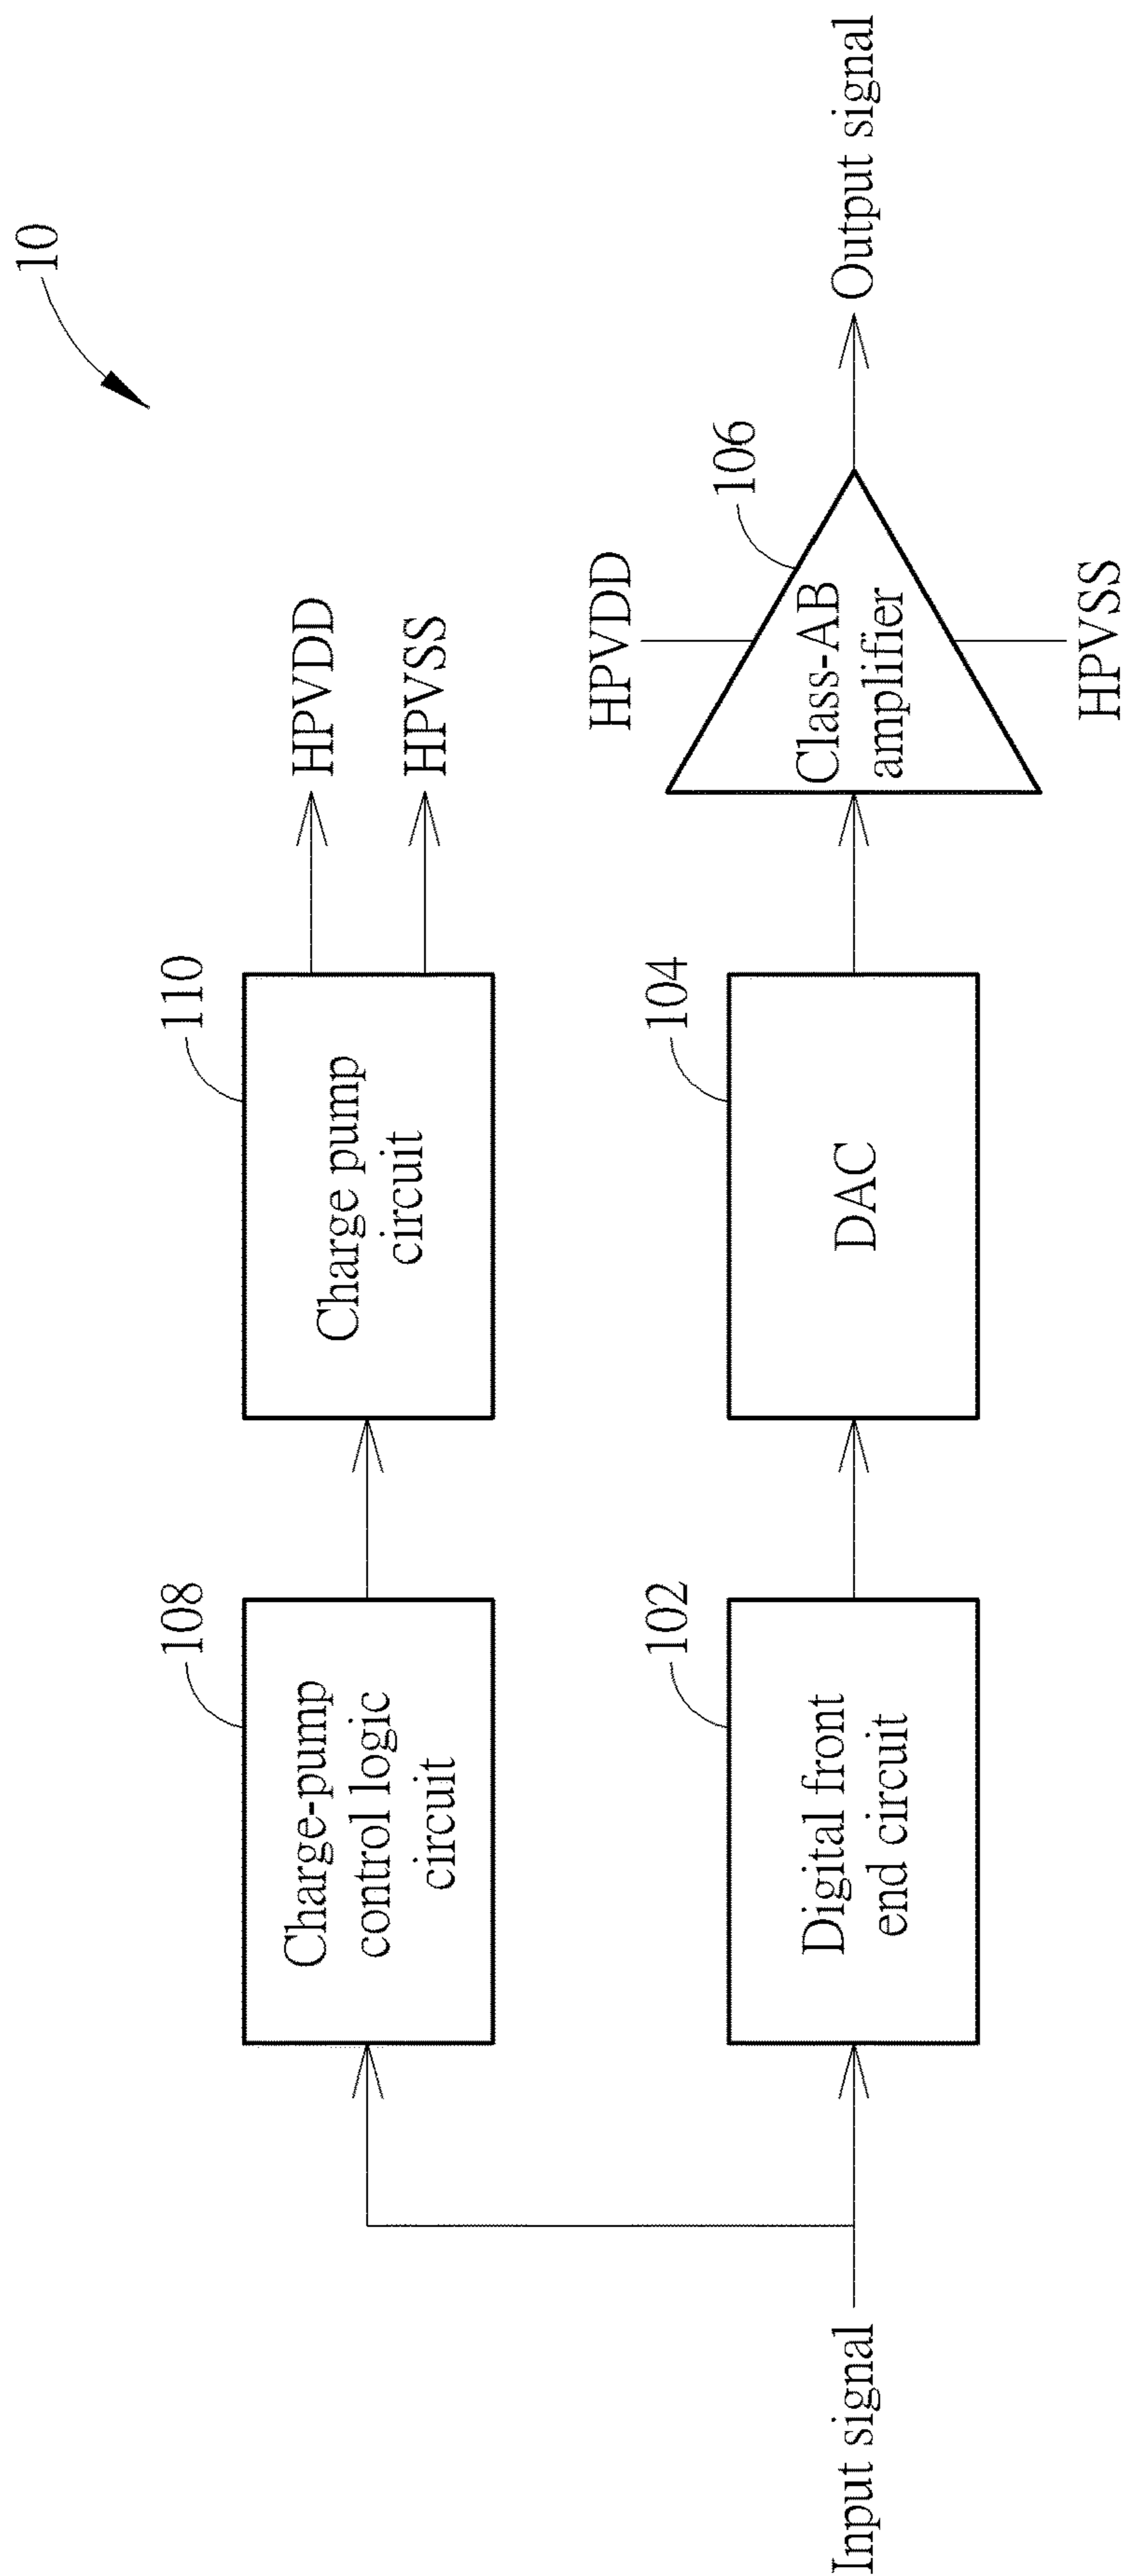 10
108
Charge-pump
control logic
circuit
110
Charge pump
circuit
HPVDD
HPVSS
Input signal
102
Digital front
end circuit
104
DAC
106
HPVDD
Class-AB
amplifier
HPVSS
Output signal